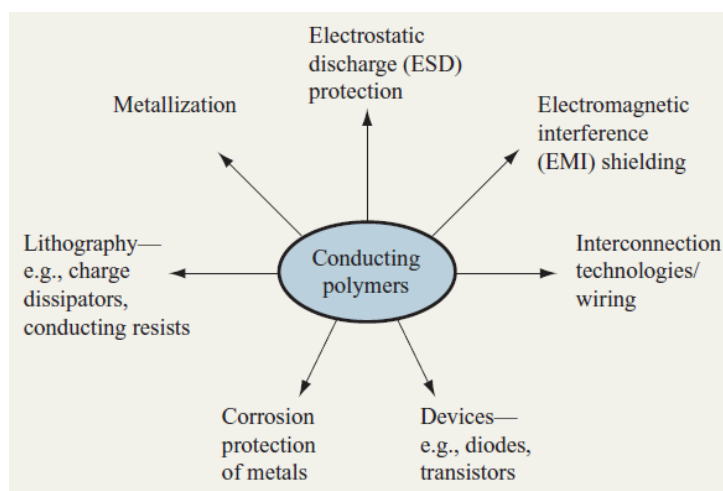 Electrostatic
discharge (ESD)
protection
Metallization
Electromagnetic
interference
(EMI) shielding
Lithography—
e.g., charge
dissipators,
conducting resists
Conducting
polymers
Interconnection
technologies/
wiring
Corrosion
protection
of metals
Devices—
e.g., diodes,
transistors